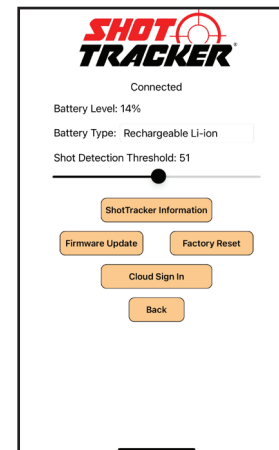 SHOT
TRACKER
Connected
Battery Level: 14%
Battery Type: Rechargeable Li-ion
Shot Detection Threshold: 51
ShotTracker Information
Firmware Update Factory Reset
Cloud Sign In
Back